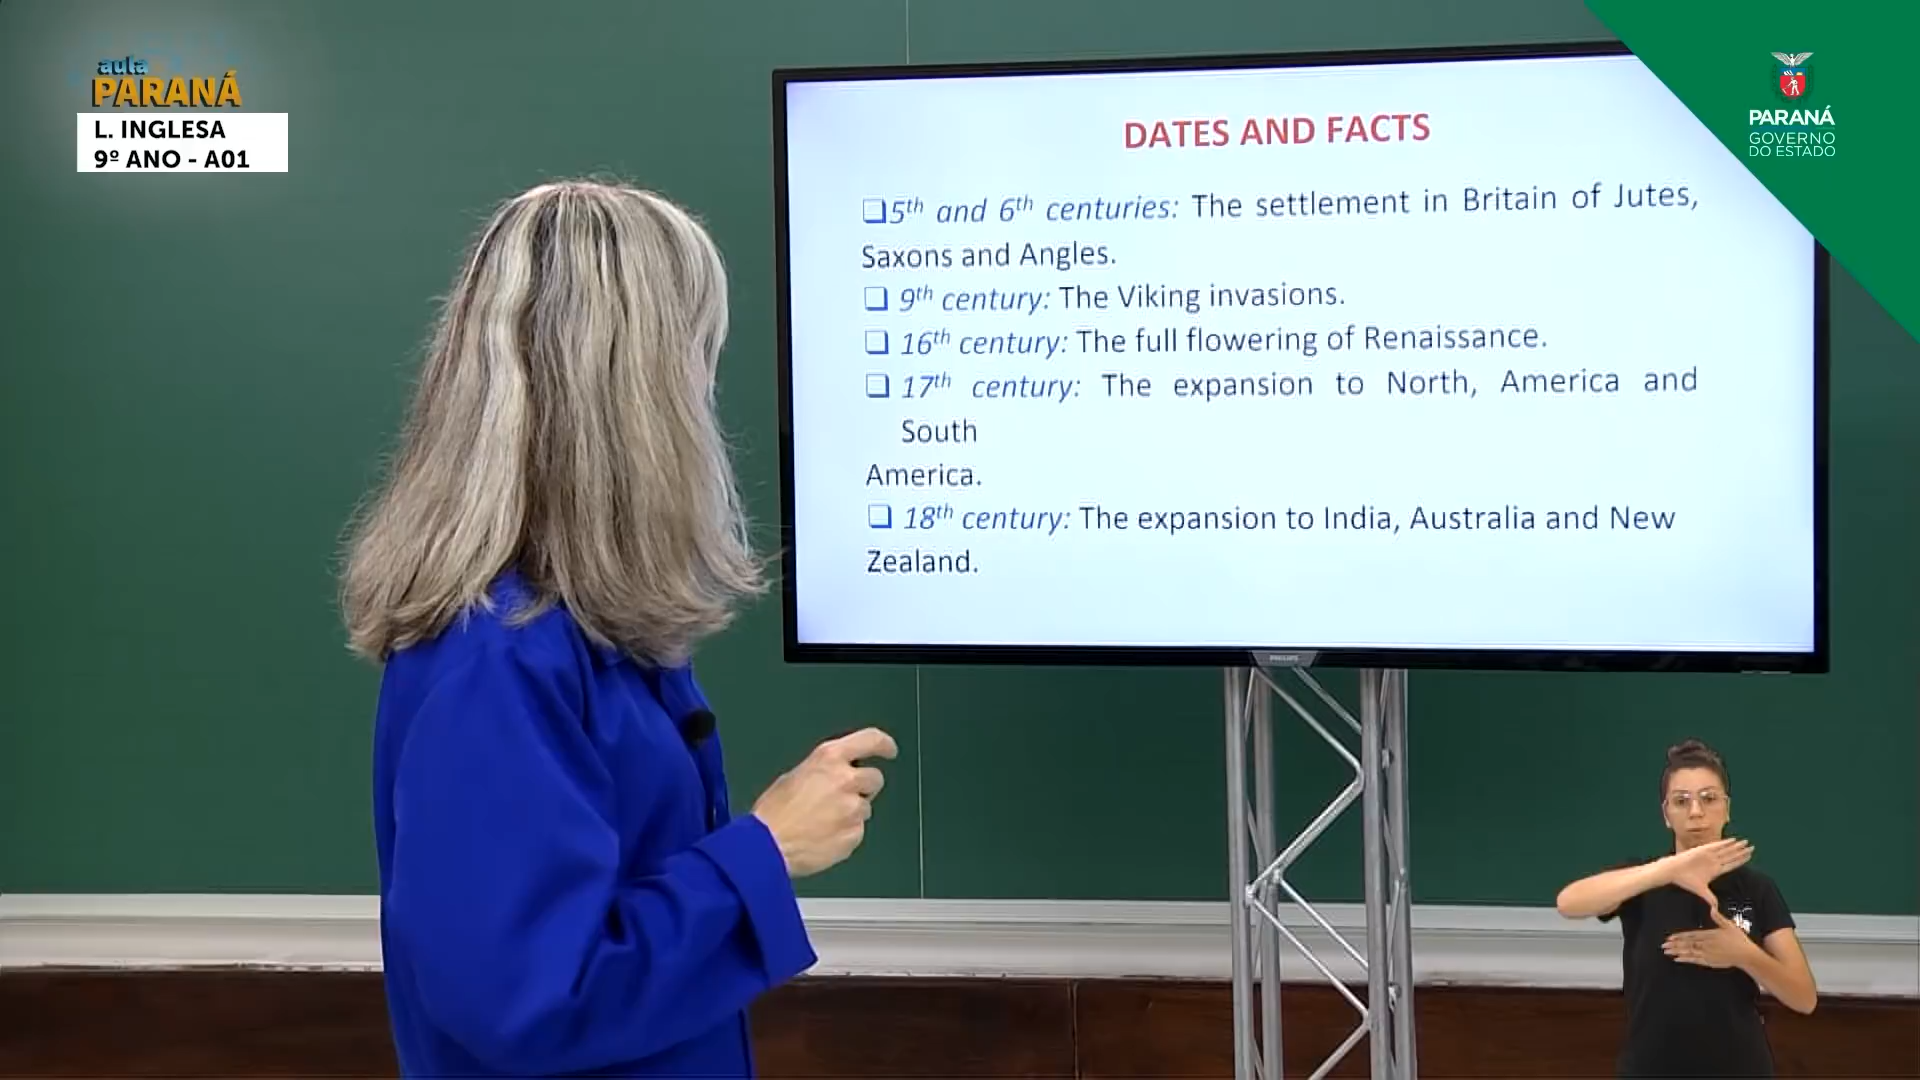 aula
PARANÁ
L. INGLESA
9º ANO - A01
DATES AND FACTS
❑5th and 6th centuries: The settlement in Britain of Jutes,
Saxons and Angles.
❑ 9th century: The Viking invasions.
❑ 16th century: The full flowering of Renaissance.
❑ 17th century: The expansion to North, America and
South
America.
❑ 18th century: The expansion to India, Australia and New
Zealand.
PHILIPS
PARANÁ
GOVERNO
DO ESTADO